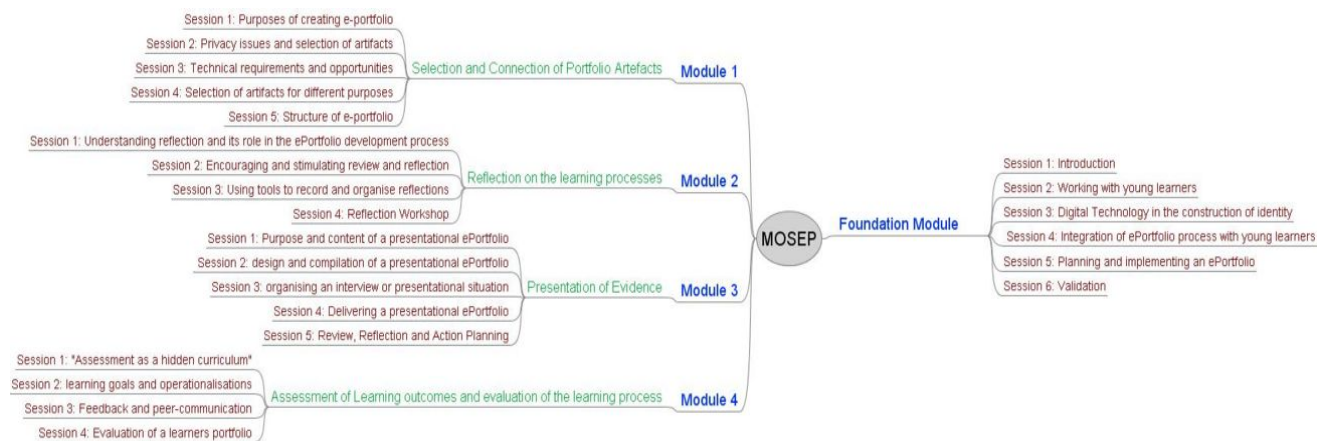 Session 1: Purposes of creating e-portfolio
Session 2: Privacy issues and selection of artifacts
Session 3: Technical requirements and opportunities
Session 4: Selection of artifacts for different purposes
Session 5: Structure of e-portfolio
Selection and Connection of Portfolio Artefacts
Module 1
Session 1: Understanding reflection and its role in the ePortfolio development process
Session 2: Encouraging and stimulating review and reflection
Session 3: Using tools to record and organise reflections
Session 4: Reflection Workshop
Reflection on the learning processes
Module 2
Session 1: Purpose and content of a presentational ePortfolio
Session 2: design and compilation of a presentational ePortfolio
Session 3: organising an interview or presentational situation
Session 4: Delivering a presentational ePortfolio
Session 5: Review, Reflection and Action Planning
Presentation of Evidence
Module 3
Session 1: "Assessment as a hidden curriculum"
Session 2: learning goals and operationalisations
Session 3: Feedback and peer-communication
Session 4: Evaluation of a learners portfolio
Assessment of Learning outcomes and evaluation of the learning process
Module 4
MOSEP
Foundation Module
Session 1: Introduction
Session 2: Working with young learners
Session 3: Digital Technology in the construction of identity
Session 4: Integration of ePortfolio process with young learners
Session 5: Planning and implementing an ePortfolio
Session 6: Validation